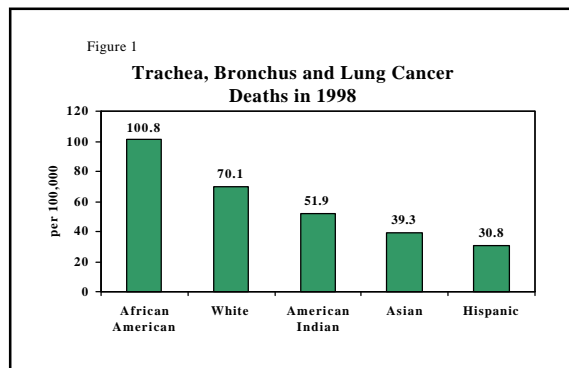 Figure 1
Trachea, Bronchus and Lung Cancer
Deaths in 1998
per 100,000
120
100
80
60
40
20
0
100.8
70.1
51.9
39.3
30.8
African
American
White
American
Indian
Asian
Hispanic